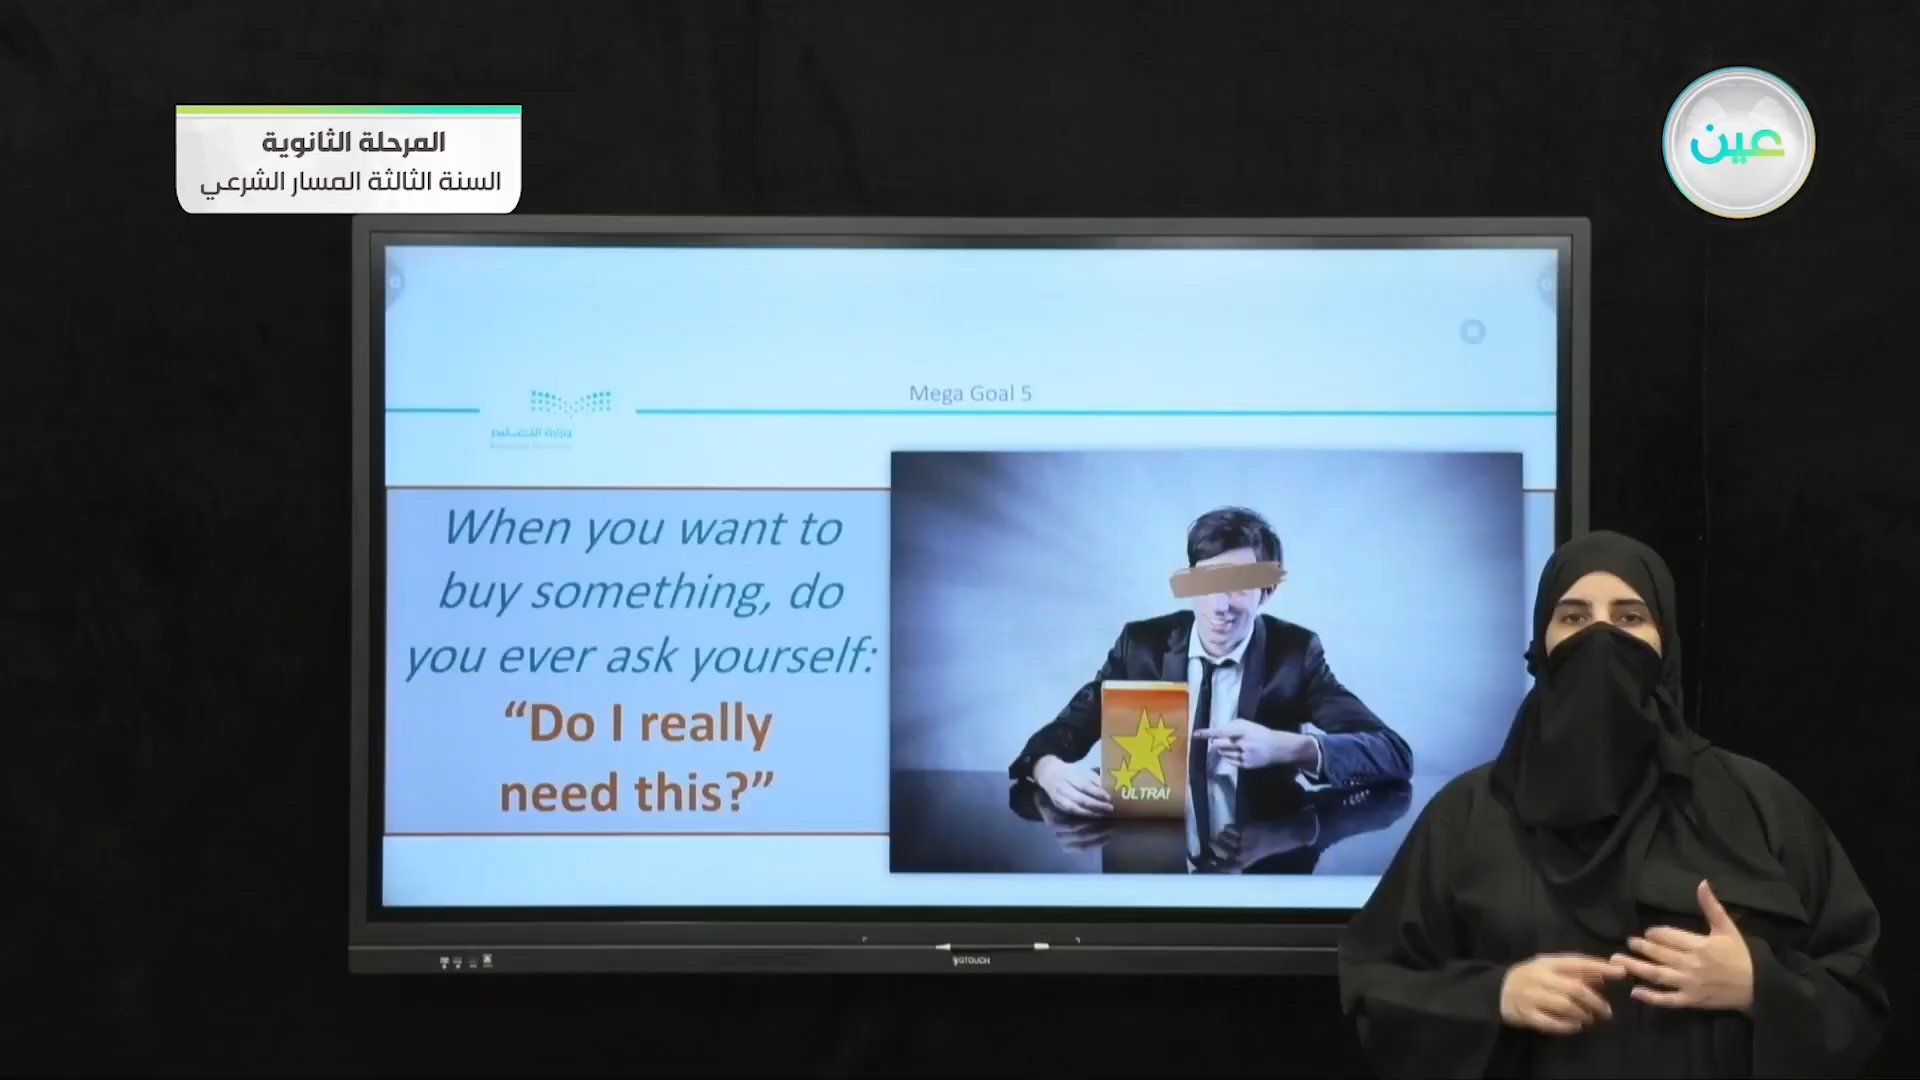 المرحلة الثانوية
السنة الثالثة المسار الشرعي
عين
Mega Goal 5
وزارة التعليم
When you want to
buy something, do
you ever ask yourself:
“Do I really
need this?”
ULTRA!